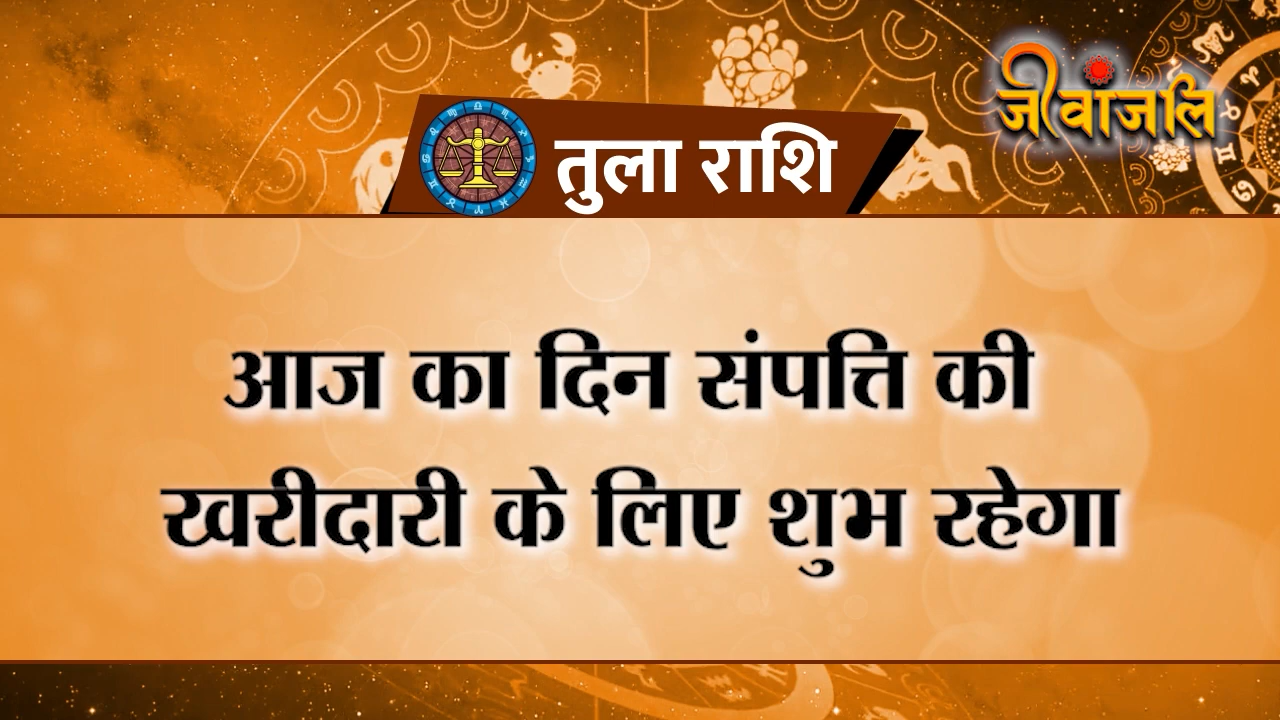 जीवांजलि
तुला राशि
आज का दिन संपत्ति की
खरीदारी के लिए शुभ रहेगा